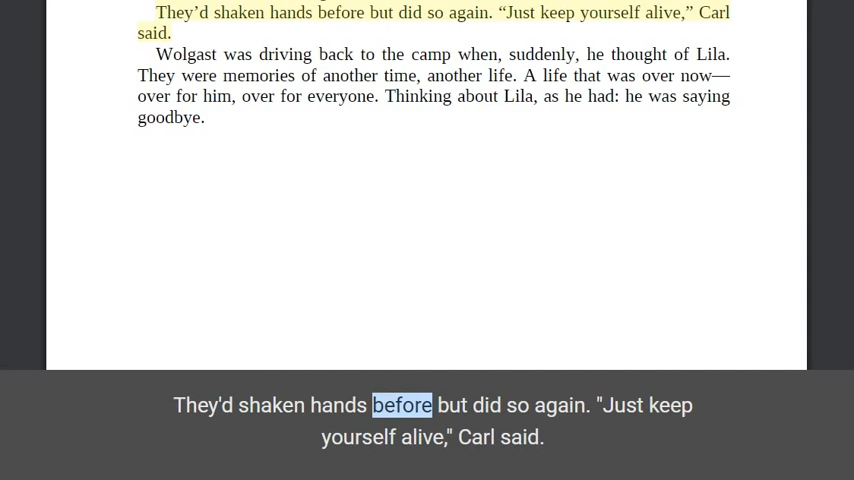 They’d shaken hands before but did so again. “Just keep yourself alive,” Carl
said.
Wolgast was driving back to the camp when, suddenly, he thought of Lila.
They were memories of another time, another life. A life that was over now—
over for him, over for everyone. Thinking about Lila, as he had: he was saying
goodbye.
They'd shaken hands before but did so again. "Just keep
yourself alive," Carl said.